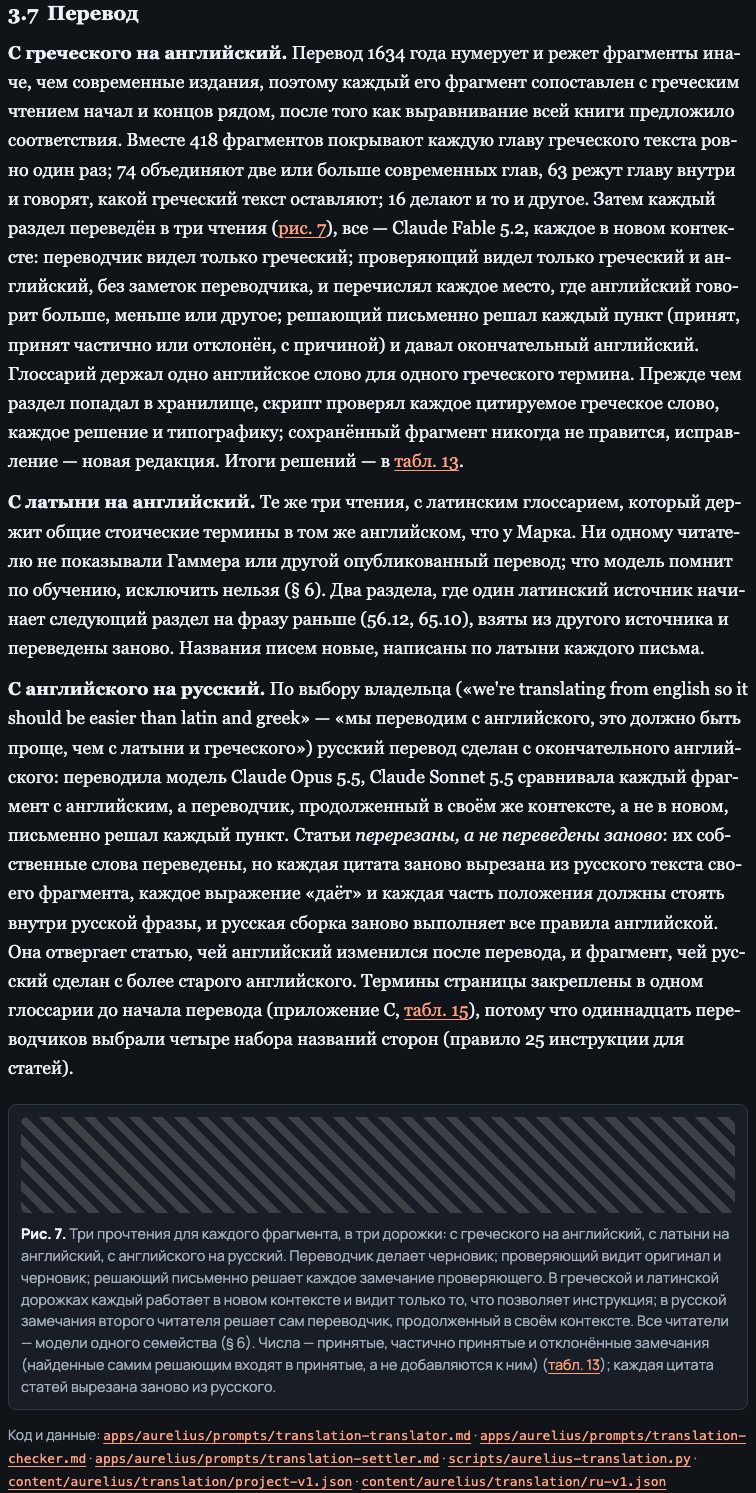 3.7 Перевод
С греческого на английский. Перевод 1634 года нумерует и режет фрагменты ина-
че, чем современные издания, поэтому каждый его фрагмент сопоставлен с греческим
чтением начал и концов рядом, после того как выравнивание всей книги предложило
соответствия. Вместе 418 фрагментов покрывают каждую главу греческого текста ров-
но один раз; 74 объединяют две или больше современных глав, 63 режут главу внутри
и говорят, какой греческий текст оставляют; 16 делают и то и другое. Затем каждый
раздел переведён в три чтения (рис. 7), все — Claude Fable 5.2, каждое в новом контек-
сте: переводчик видел только греческий; проверяющий видел только греческий и ан-
глийский, без заметок переводчика, и перечислял каждое место, где английский гово-
рит больше, меньше или другое; решающий письменно решал каждый пункт (принят,
принят частично или отклонён, с причиной) и давал окончательный английский.
Глоссарий держал одно английское слово для одного греческого термина. Прежде чем
раздел попадал в хранилище, скрипт проверял каждое цитируемое греческое слово,
каждое решение и типографику; сохранённый фрагмент никогда не правится, исправ-
ление — новая редакция. Итоги решений — в табл. 13.
С латыни на английский. Те же три чтения, с латинским глоссарием, который дер-
жит общие стоические термины в том же английском, что у Марка. Ни одному читате-
лю не показывали Гаммера или другой опубликованный перевод; что модель помнит
по обучению, исключить нельзя (§ 6). Два раздела, где один латинский источник начи-
нает следующий раздел на фразу раньше (56.12, 65.10), взяты из другого источника и
переведены заново. Названия писем новые, написаны по латыни каждого письма.
С английского на русский. По выбору владельца («we're translating from english so it
should be easier than latin and greek» — «мы переводим с английского, это должно быть
проще, чем с латыни и греческого») русский перевод сделан с окончательного англий-
ского: переводила модель Claude Opus 5.5, Claude Sonnet 5.5 сравнивала каждый фраг-
мент с английским, а переводчик, продолженный в своём же контексте, а не в новом,
письменно решал каждый пункт. Статьи перерезаны, а не переведены заново: их соб-
ственные слова переведены, но каждая цитата заново вырезана из русского текста сво-
его фрагмента, каждое выражение «даёт» и каждая часть положения должны стоять
внутри русской фразы, и русская сборка заново выполняет все правила английской.
Она отвергает статью, чей английский изменился после перевода, и фрагмент, чей рус-
ский сделан с более старого английского. Термины страницы закреплены в одном
глоссарии до начала перевода (приложение C, табл. 15), потому что одиннадцать пере-
водчиков выбрали четыре набора названий сторон (правило 25 инструкции для
статей).
Рис. 7. Три прочтения для каждого фрагмента, в три дорожки: с греческого на английский, с латыни на
английский, с английского на русский. Переводчик делает черновик; проверяющий видит оригинал и
черновик; решающий письменно решает каждое замечание проверяющего. В греческой и латинской
дорожках каждый работает в новом контексте и видит только то, что позволяет инструкция; в русской
замечания второго читателя решает сам переводчик, продолженный в своём контексте. Все читатели
— модели одного семейства (§ 6). Числа — принятые, частично принятые и отклонённые замечания
(найденные самим решающим входят в принятые, а не добавляются к ним) (табл. 13); каждая цитата
статей вырезана заново из русского.
Код и данные: apps/aurelius/prompts/translation-translator.md · apps/aurelius/prompts/translation-
checker.md · apps/aurelius/prompts/translation-settler.md · scripts/aurelius-translation.py ·
content/aurelius/translation/project-v1.json · content/aurelius/translation/ru-v1.json